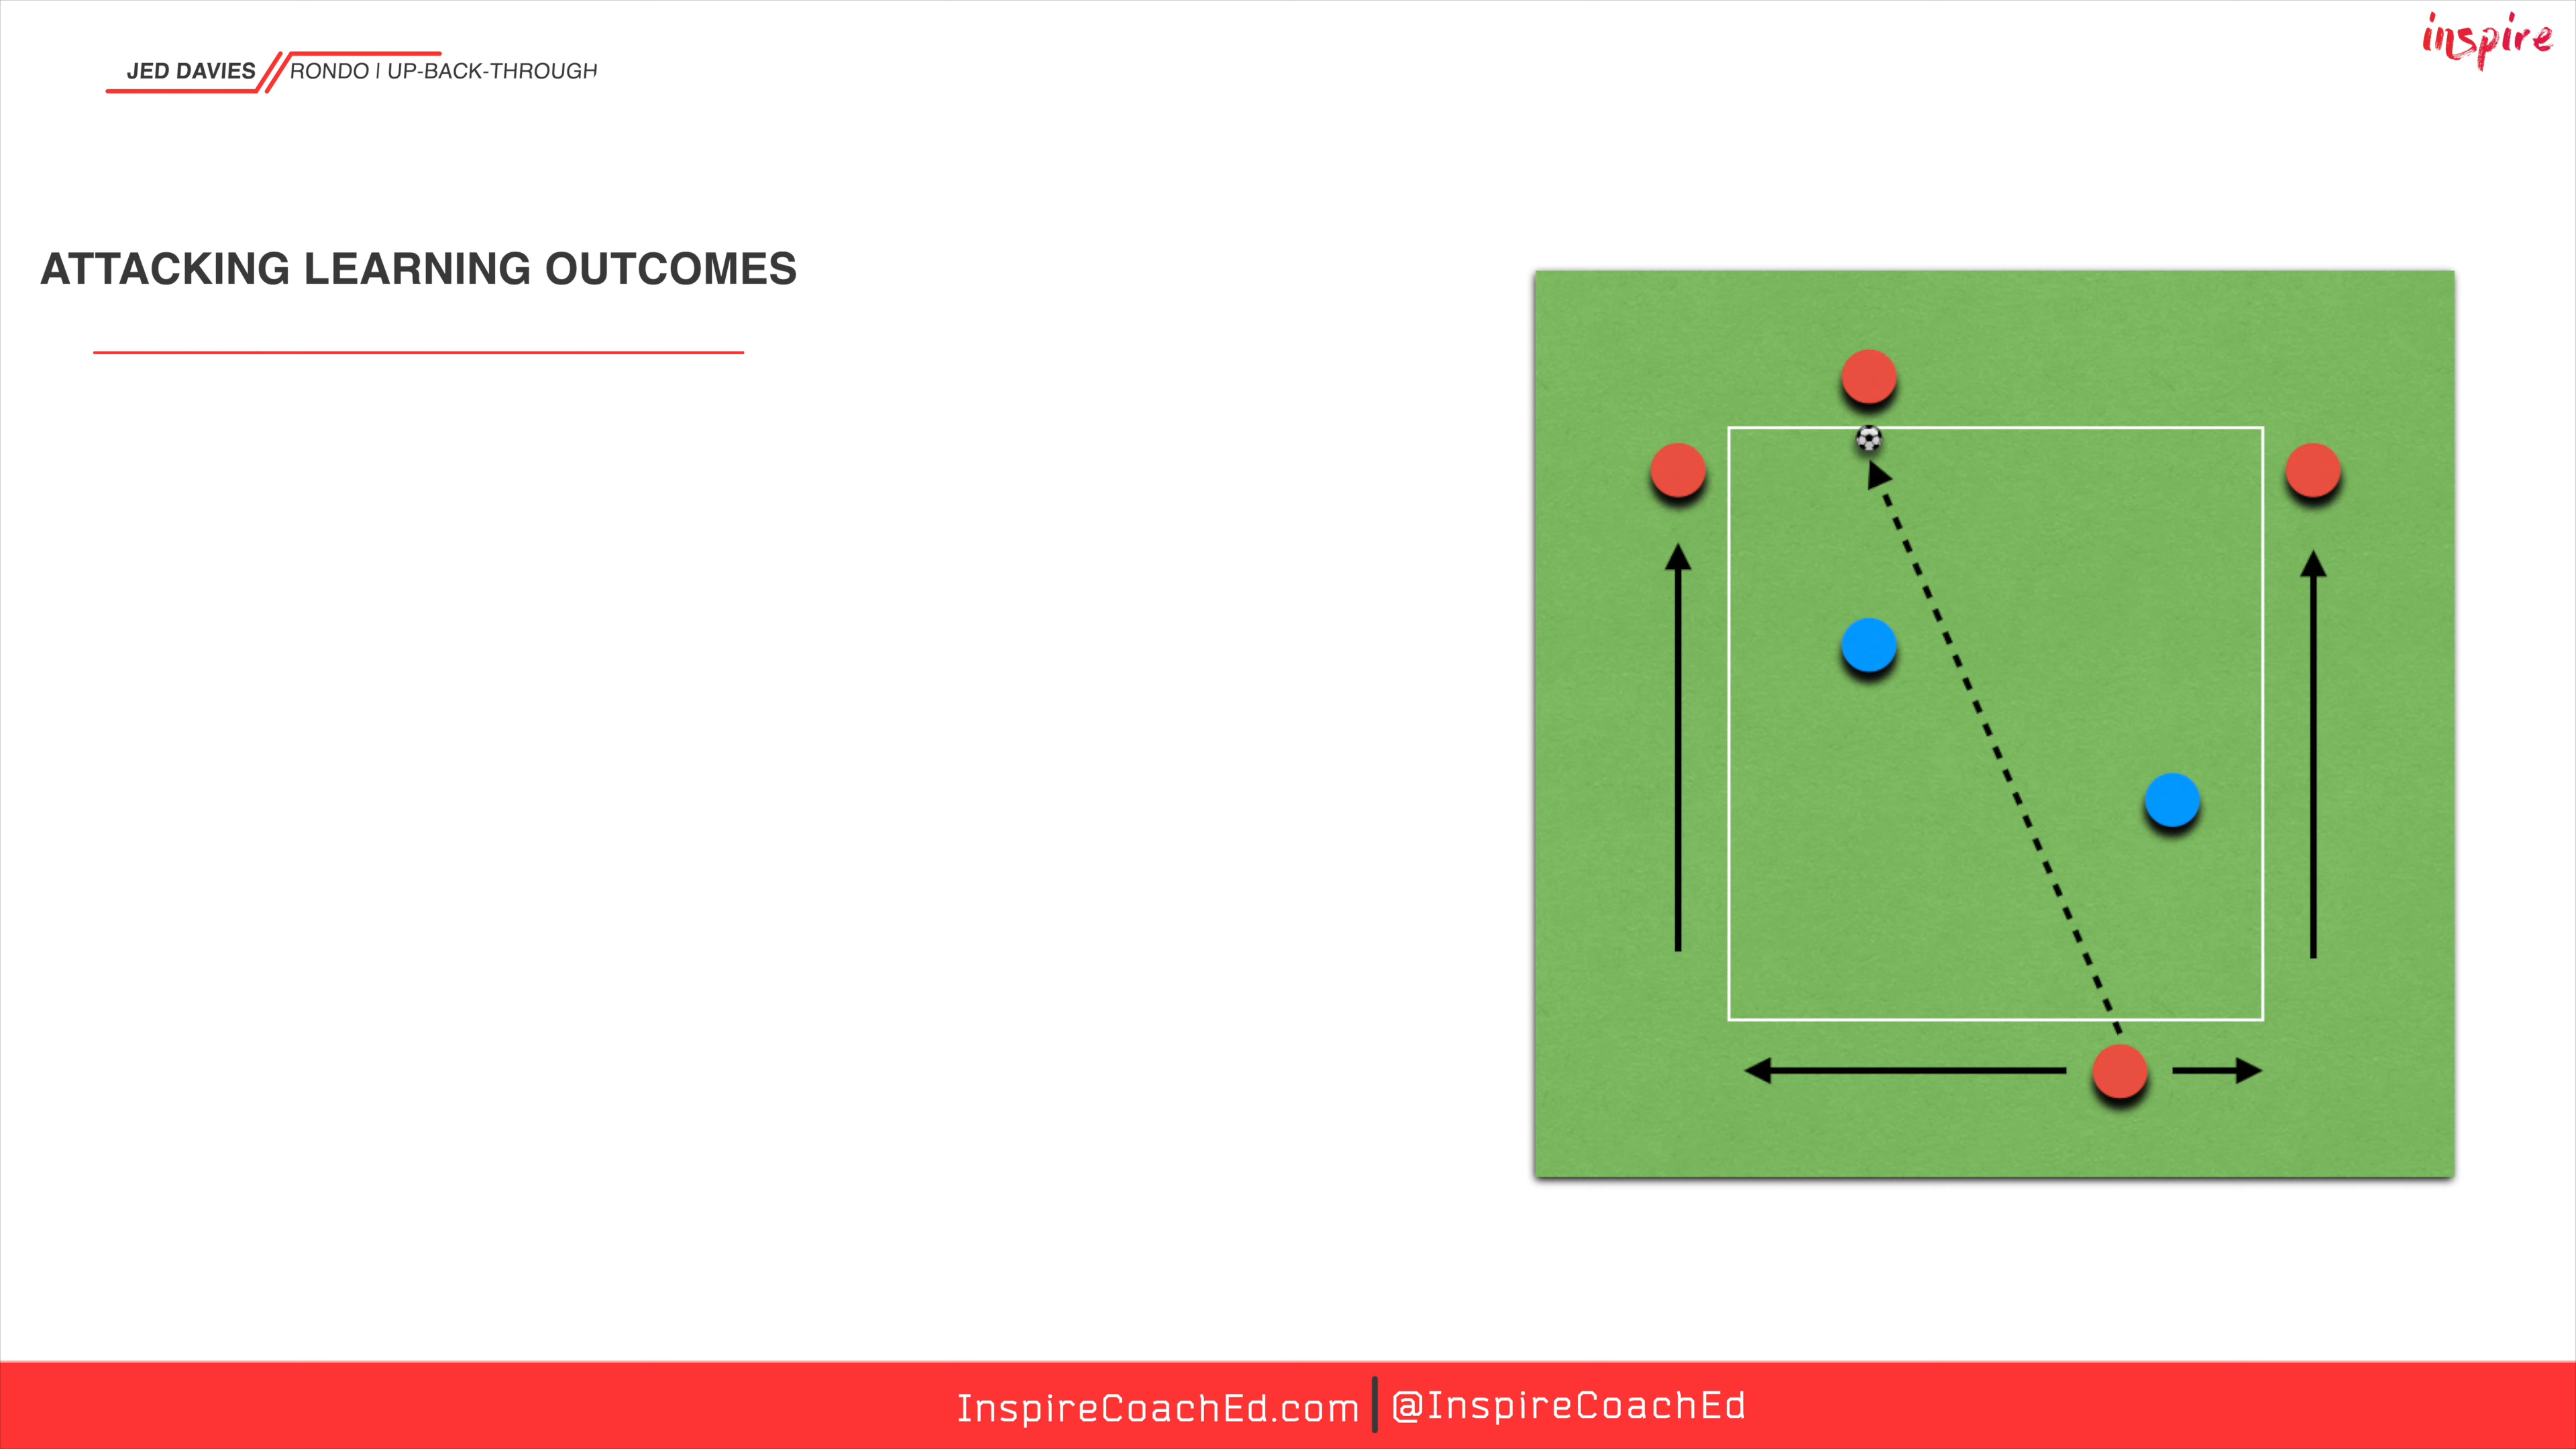 JED DAVIES RONDO | UP-BACK-THROUGH
inspire
ATTACKING LEARNING OUTCOMES
InspireCoachEd.com | @InspireCoachEd